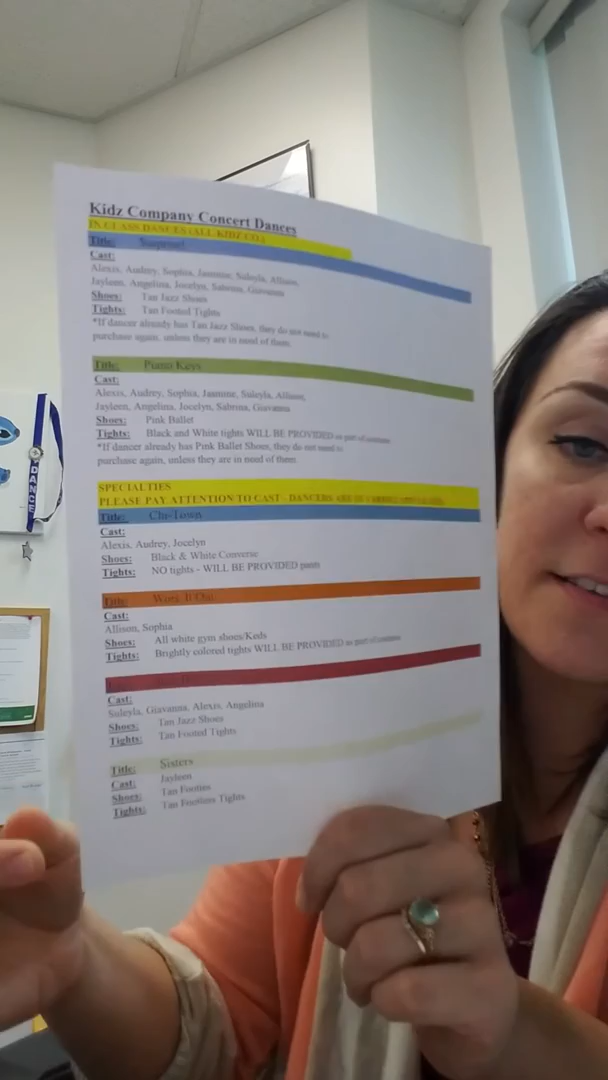 Kidz Company Concert Dances
IN CLASS DANCES (ALL KIDZ CO.)
Title: Surprise!
Cast:
Alexis, Audrey, Sophia, Jasmine, Suleyla, Allison,
Jayleen, Angelina, Jocelyn, Sabrina, Giavanna
Shoes: Tan Jazz Shoes
Tights: Tan Footed Tights
*If dancer already has Tan Jazz Shoes, they do not need to
purchase again, unless they are in need of them.
Title: Piano Keys
Cast:
Alexis, Audrey, Sophia, Jasmine, Suleyla, Allison,
Jayleen, Angelina, Jocelyn, Sabrina, Giavanna
Shoes: Pink Ballet
Tights: Black and White tights WILL BE PROVIDED as part of costume
*If dancer already has Pink Ballet Shoes, they do not need to
purchase again, unless they are in need of them.
SPECIALTIES
PLEASE PAY ATTENTION TO CAST - DANCERS ARE IN
Title: Chi-Town
Cast:
Alexis, Audrey, Jocelyn
Shoes: Black & White Converse
Tights: NO tights - WILL BE PROVIDED pants
Title: Work It Out
Cast:
Allison, Sophia
Shoes: All white gym shoes/Keds
Tights: Brightly colored tights WILL BE PROVIDED as part of costume
Cast:
Suleyla, Giavanna, Alexis, Angelina
Shoes: Tan Jazz Shoes
Tights: Tan Footed Tights
Title: Sisters
Cast: Jayleen
Shoes: Tan Footies
Tights: Tan Footless Tights
DANCE